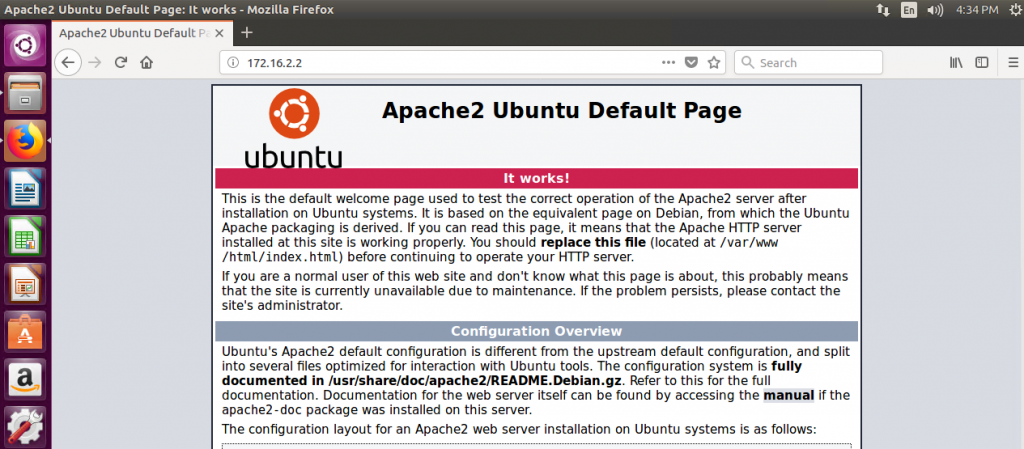 Apache2 Ubuntu Default Page: It works - Mozilla Firefox
En
4:34 PM
Apache2 Ubuntu Default Pa
172.16.2.2
Search
ubuntu
Apache2 Ubuntu Default Page
It works!
This is the default welcome page used to test the correct operation of the Apache2 server after
installation on Ubuntu systems. It is based on the equivalent page on Debian, from which the Ubuntu
Apache packaging is derived. If you can read this page, it means that the Apache HTTP server
installed at this site is working properly. You should replace this file (located at /var/www
/html/index.html) before continuing to operate your HTTP server.
If you are a normal user of this web site and don't know what this page is about, this probably means
that the site is currently unavailable due to maintenance. If the problem persists, please contact the
site's administrator.
Configuration Overview
Ubuntu's Apache2 default configuration is different from the upstream default configuration, and split
into several files optimized for interaction with Ubuntu tools. The configuration system is fully
documented in /usr/share/doc/apache2/README.Debian.gz. Refer to this for the full
documentation. Documentation for the web server itself can be found by accessing the manual if the
apache2-doc package was installed on this server.
The configuration layout for an Apache2 web server installation on Ubuntu systems is as follows:
a